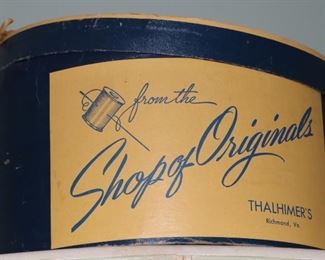 from the
Shop of Originals
THALHIMER'S
Richmond, Va.